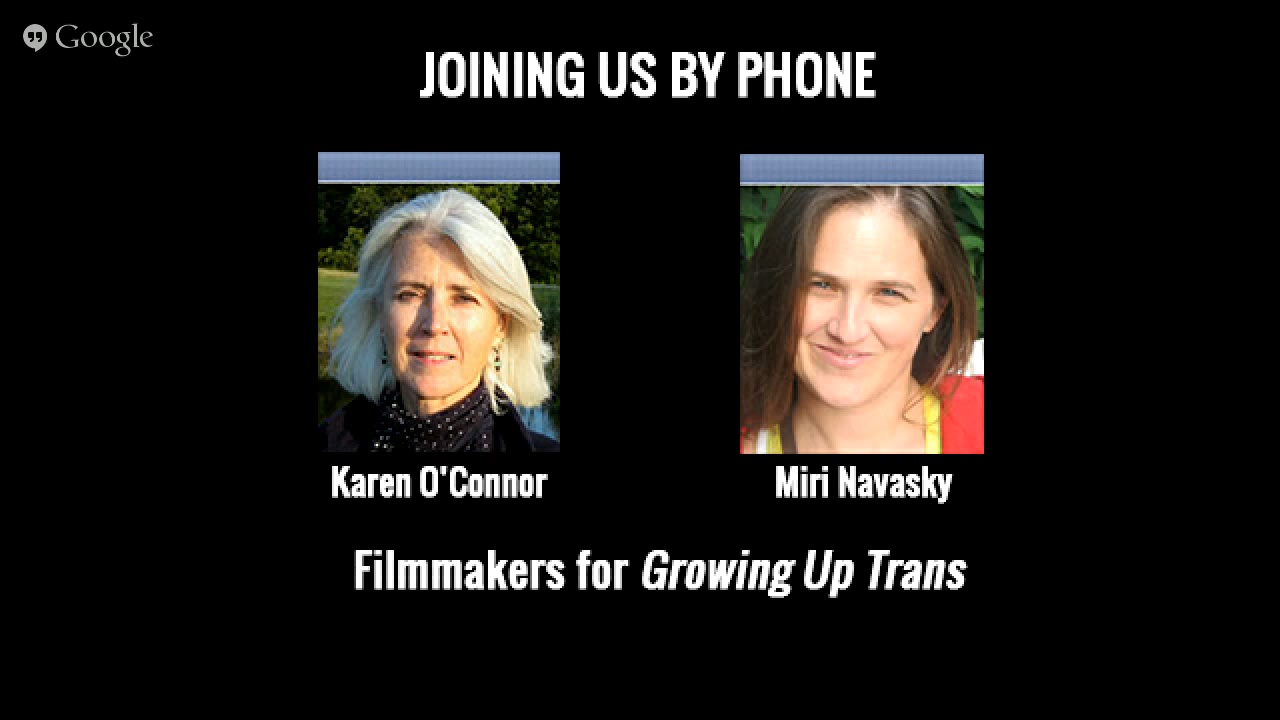 Google
JOINING US BY PHONE
Karen O'Connor
Miri Navasky
Filmmakers for Growing Up Trans